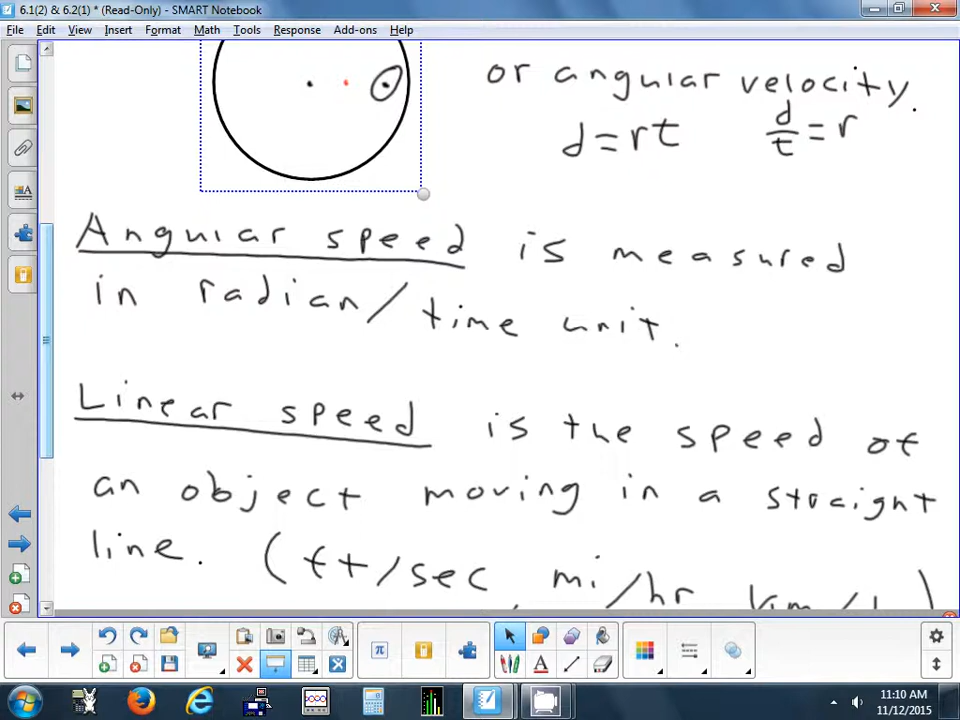 6.1(2) & 6.2(1) * (Read-Only) - SMART Notebook
File Edit View Insert Format Math Tools Response Add-ons Help
or angular velocity.
d=rt d/t=r
Angular speed is measured
in radian/time unit.
Linear speed is the speed of
an object moving in a straight
line. (ft/sec, mi/hr
11:10 AM
11/12/2015